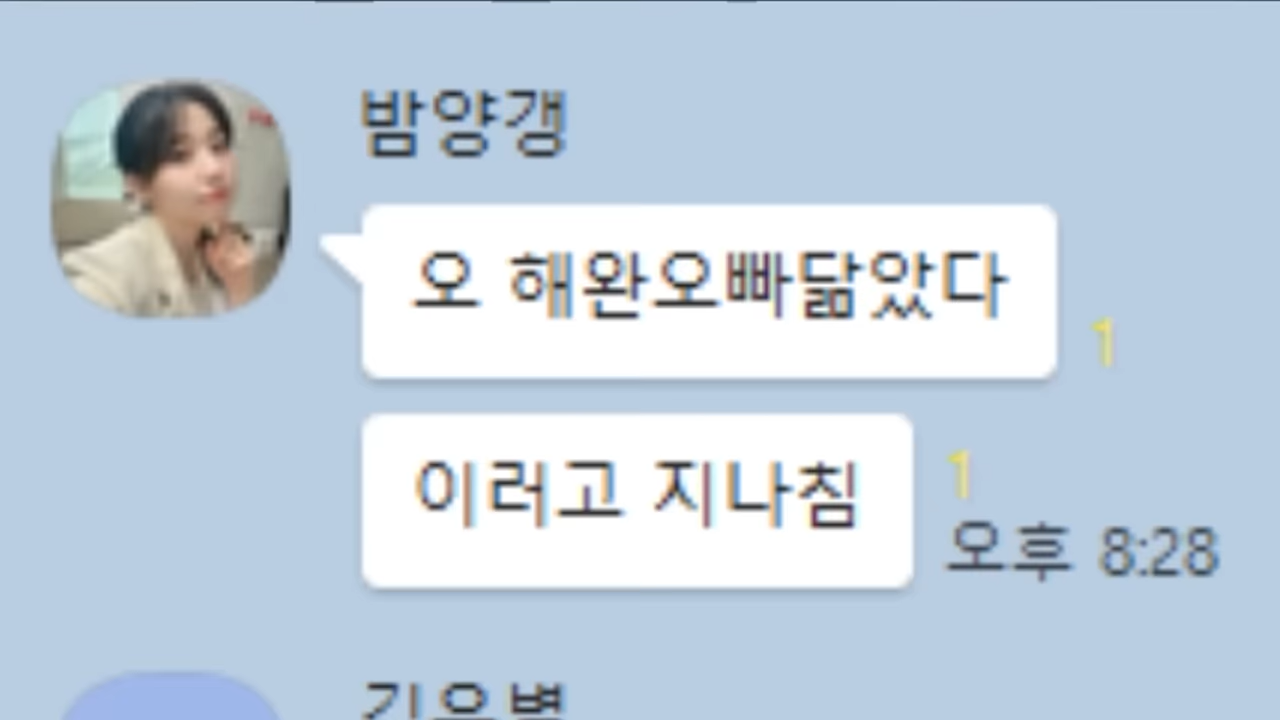 밤양갱
오 해완오빠닮았다
1
이러고 지나침
1
오후 8:28